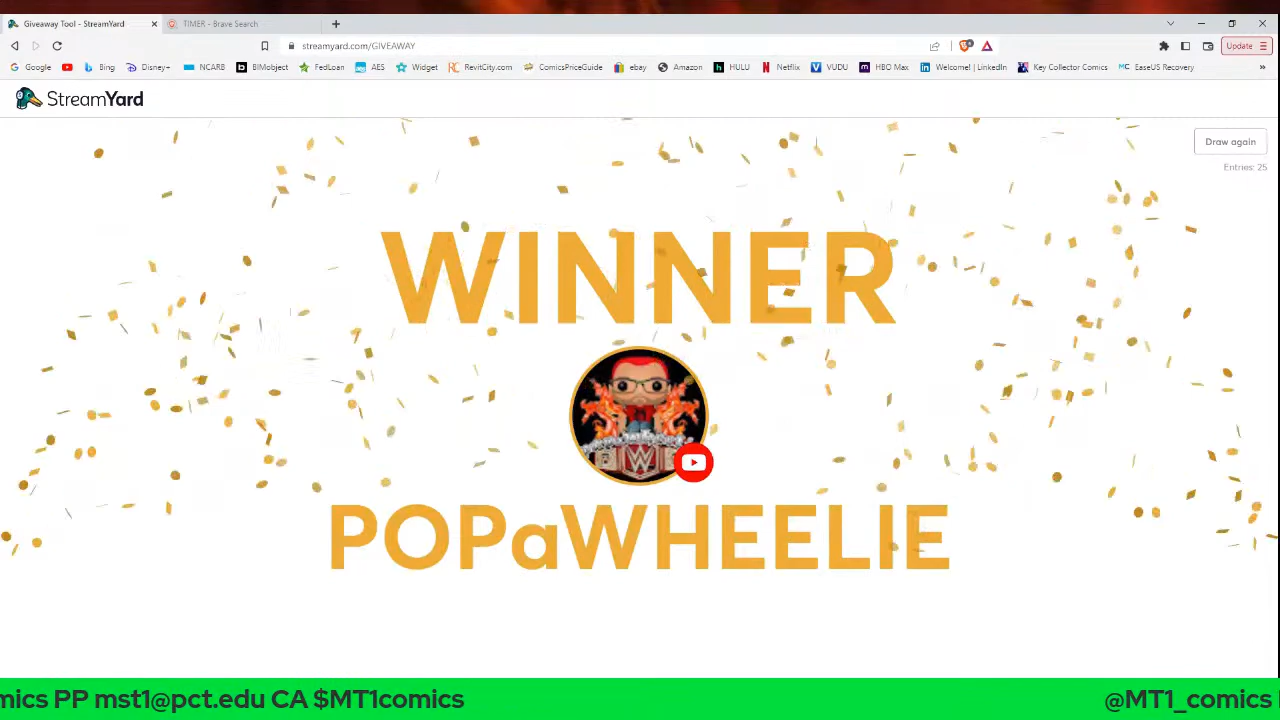 Giveaway Tool - StreamYard
TIMER - Brave Search
streamyard.com/GIVEAWAY
Update
Google
Bing
Disney+
NCARB
BIMobject
FedLoan
AES
Widget
RevitCity.com
ComicsPriceGuide
ebay
Amazon
HULU
Netflix
VUDU
HBO Max
Welcome! | LinkedIn
Key Collector Comics
EaseUS Recovery
StreamYard
Draw again
Entries: 25
WINNER
POPaWHEELIE
mics PP mst1@pct.edu CA $MT1comics
@MT1_comics